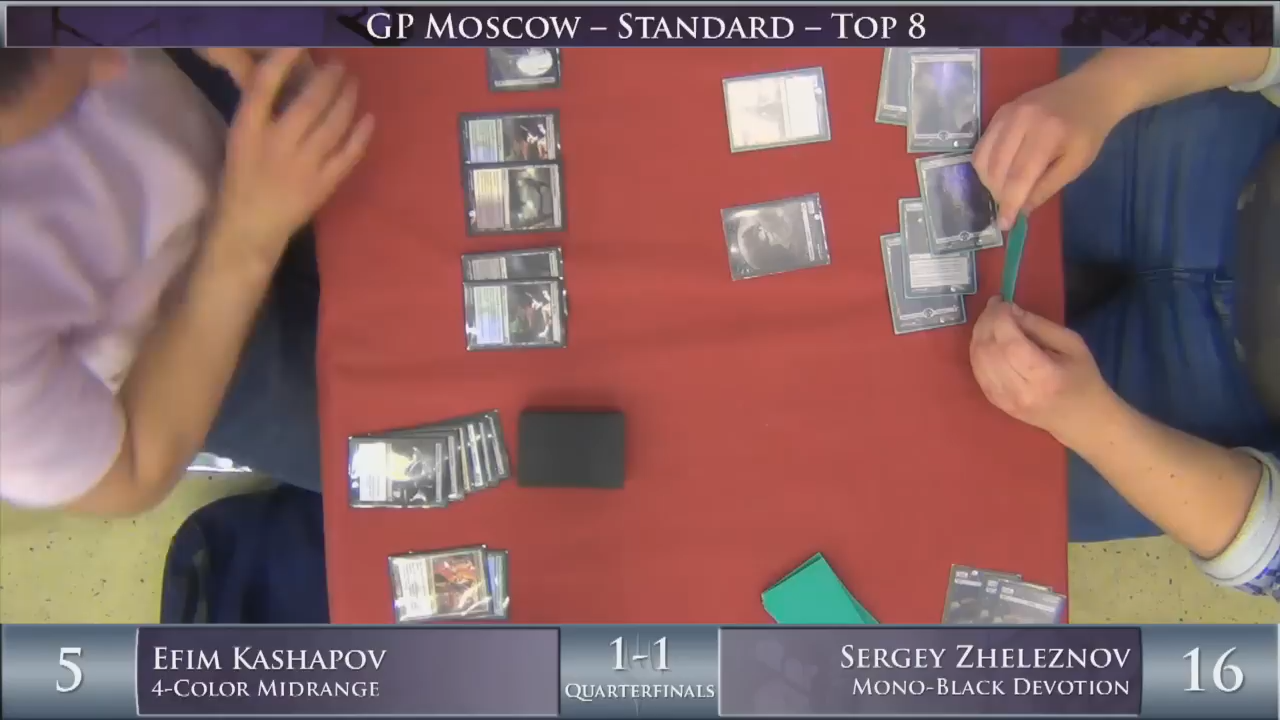 GP Moscow – Standard – Top 8
5
Efim Kashapov
4-Color Midrange
1-1
Quarterfinals
Sergey Zheleznov
Mono-Black Devotion
16